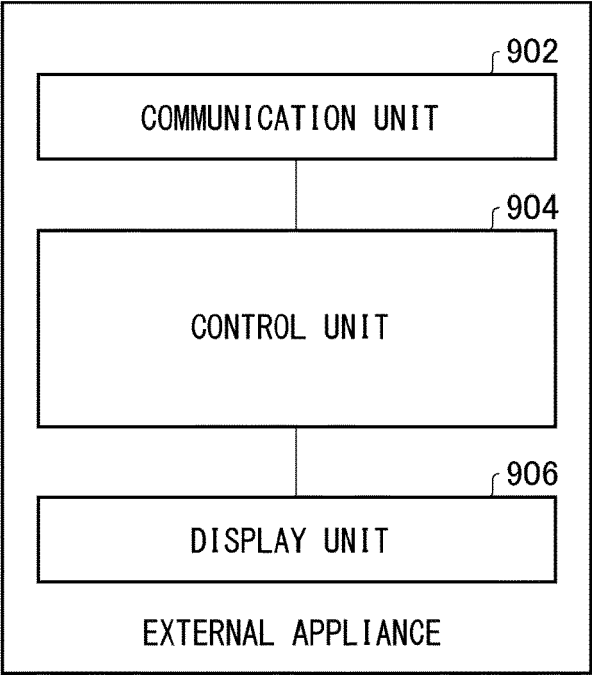 902
COMMUNICATION UNIT
904
CONTROL UNIT
906
DISPLAY UNIT
EXTERNAL APPLIANCE